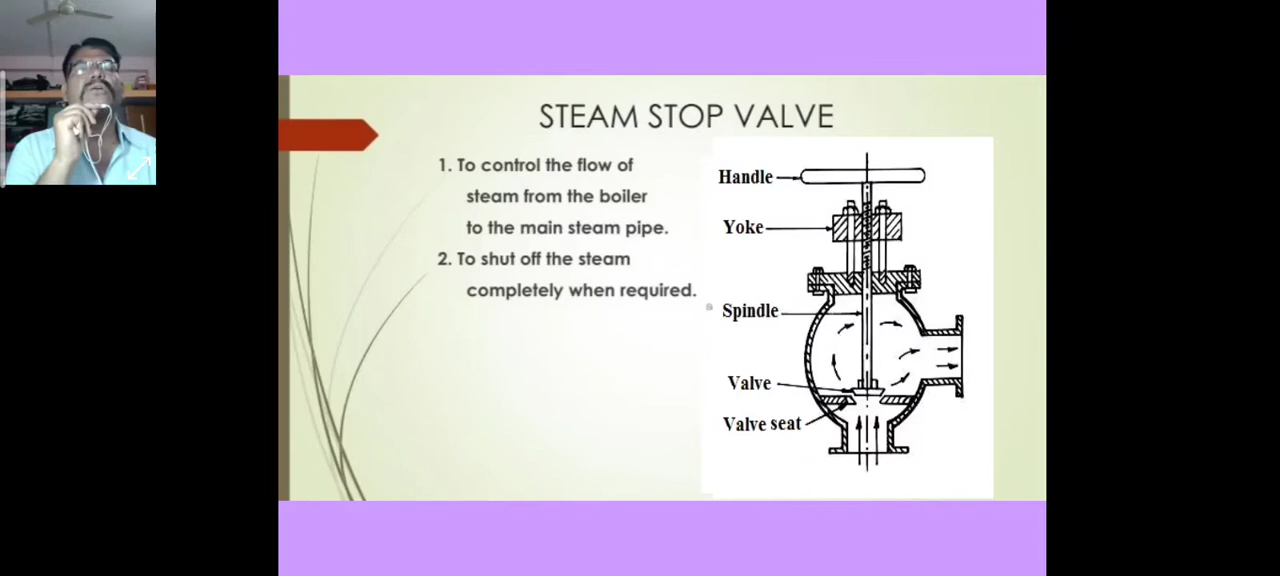 STEAM STOP VALVE
1. To control the flow of
steam from the boiler
to the main steam pipe.
2. To shut off the steam
completely when required.
Handle
Yoke
Spindle
Valve
Valve seat